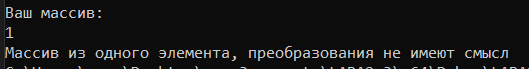 Ваш массив:
1
Массив из одного элемента, преобразования не имеют смысл